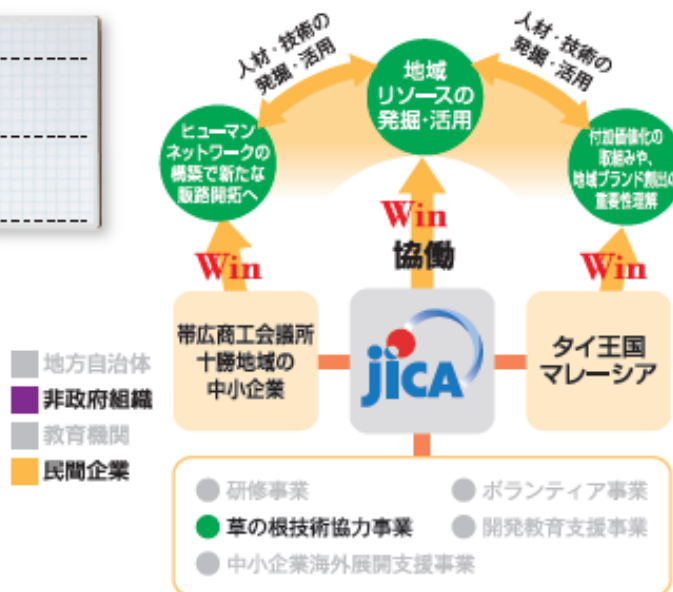 人材・技術の
発掘・活用
人材・技術の
発掘・活用
地域
リソースの
発掘・活用
ヒューマン
ネットワークの
構築で新たな
販路開拓へ
付加価値化の
取組みや、
地域ブランド創出の
重要性理解
Win
Win
協働
Win
帯広商工会議所
十勝地域の
中小企業
JICA
タイ王国
マレーシア
地方自治体
非政府組織
教育機関
民間企業
研修事業
ボランティア事業
草の根技術協力事業
開発教育支援事業
中小企業海外展開支援事業